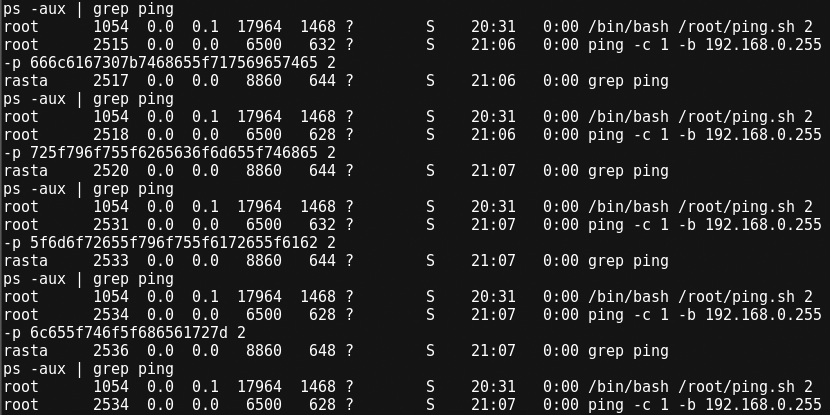 ps -aux | grep ping
root      1054  0.0  0.1  17964  1468 ?        S    20:31   0:00 /bin/bash /root/ping.sh 2
root      2515  0.0  0.0   6500   632 ?        S    21:06   0:00 ping -c 1 -b 192.168.0.255
-p 666c6167307b7468655f717569657465 2
rasta     2517  0.0  0.0   8860   644 ?        S    21:06   0:00 grep ping
ps -aux | grep ping
root      1054  0.0  0.1  17964  1468 ?        S    20:31   0:00 /bin/bash /root/ping.sh 2
root      2518  0.0  0.0   6500   628 ?        S    21:06   0:00 ping -c 1 -b 192.168.0.255
-p 725f796f755f6265636f6d655f746865 2
rasta     2520  0.0  0.0   8860   644 ?        S    21:07   0:00 grep ping
ps -aux | grep ping
root      1054  0.0  0.1  17964  1468 ?        S    20:31   0:00 /bin/bash /root/ping.sh 2
root      2531  0.0  0.0   6500   632 ?        S    21:07   0:00 ping -c 1 -b 192.168.0.255
-p 5f6d6f72655f796f755f6172655f6162 2
rasta     2533  0.0  0.0   8860   644 ?        S    21:07   0:00 grep ping
ps -aux | grep ping
root      1054  0.0  0.1  17964  1468 ?        S    20:31   0:00 /bin/bash /root/ping.sh 2
root      2534  0.0  0.0   6500   628 ?        S    21:07   0:00 ping -c 1 -b 192.168.0.255
-p 6c655f746f5f686561727d 2
rasta     2536  0.0  0.0   8860   648 ?        S    21:07   0:00 grep ping
ps -aux | grep ping
root      1054  0.0  0.1  17964  1468 ?        S    20:31   0:00 /bin/bash /root/ping.sh 2
root      2534  0.0  0.0   6500   628 ?        S    21:07   0:00 ping -c 1 -b 192.168.0.255